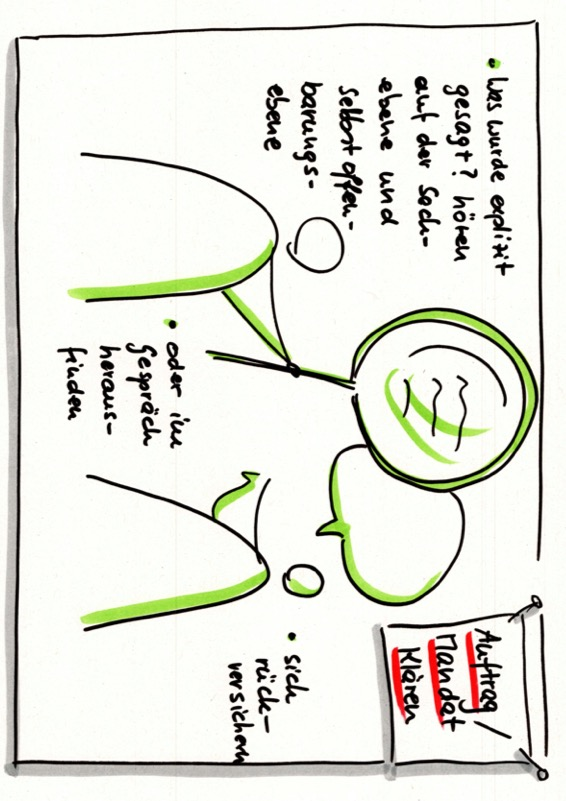 Auftrag/
Mandat
klären
• Was wurde explizit
gesagt? hören
auf der Sach-
ebene und
Selbstoffen-
barungs-
ebene
• oder im
Gespräch
heraus-
finden
• sich
rück-
versichern